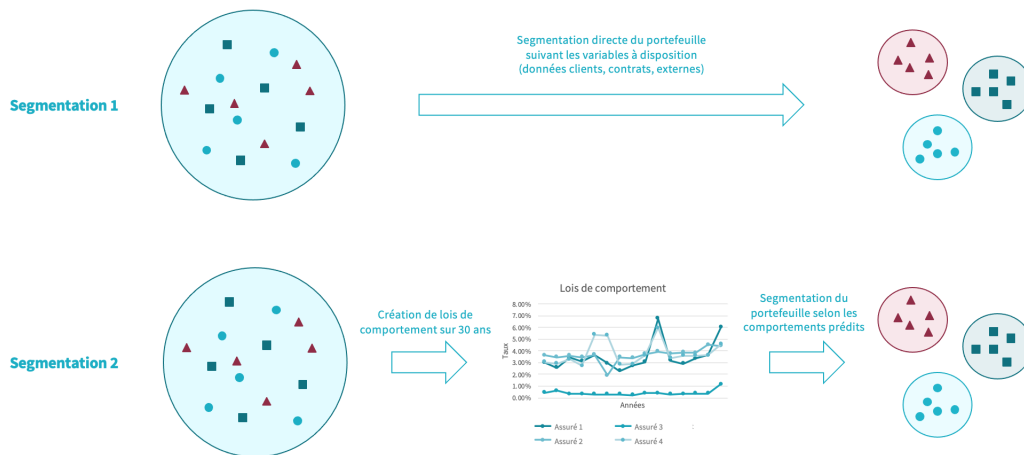 Segmentation 1
Segmentation directe du portefeuille
suivant les variables à disposition
(données clients, contrats, externes)
Segmentation 2
Création de lois de
comportement sur 30 ans
Lois de comportement
8.00%
7.00%
6.00%
5.00%
4.00%
3.00%
2.00%
1.00%
0.00%
Taux
Années
Assuré 1
Assuré 3
:
Assuré 2
Assuré 4
Segmentation du
portefeuille selon les
comportements prédits